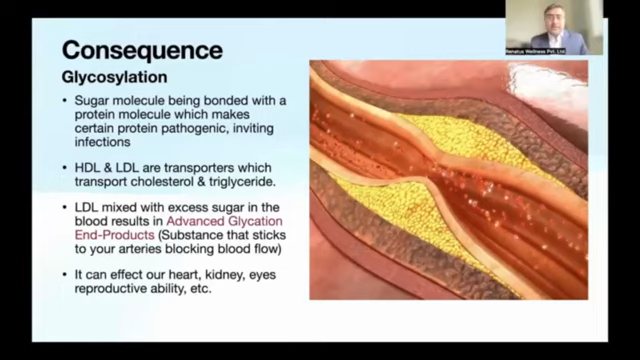 Consequence
Glycosylation
• Sugar molecule being bonded with a
protein molecule which makes
certain protein pathogenic, inviting
infections
• HDL & LDL are transporters which
transport cholesterol & triglyceride.
• LDL mixed with excess sugar in the
blood results in Advanced Glycation
End-Products (Substance that sticks
to your arteries blocking blood flow)
• It can effect our heart, kidney, eyes
reproductive ability, etc.
Renatus Wellness Pvt. Ltd.